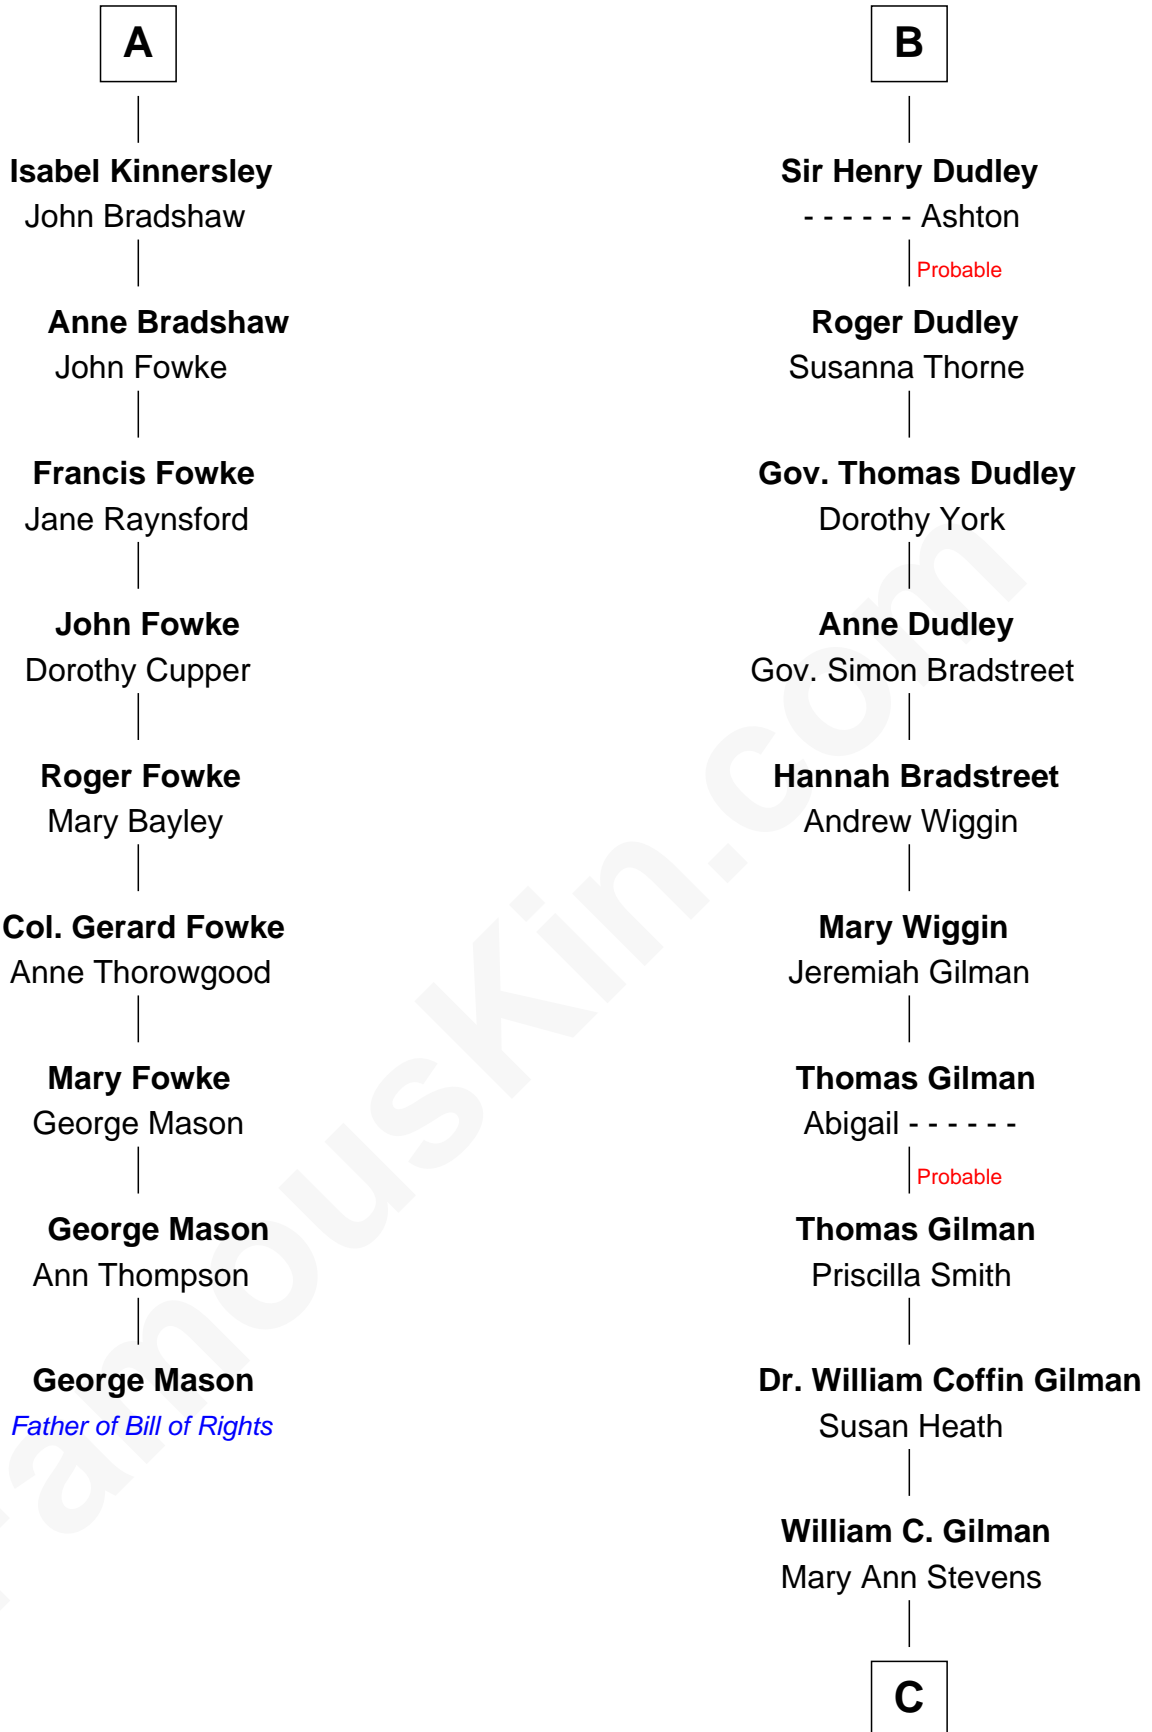 A
Isabel Kinnersley
John Bradshaw
Anne Bradshaw
John Fowke
Francis Fowke
Jane Raynsford
John Fowke
Dorothy Cupper
Roger Fowke
Mary Bayley
Col. Gerard Fowke
Anne Thorowgood
Mary Fowke
George Mason
George Mason
Ann Thompson
George Mason
Father of Bill of Rights
B
Sir Henry Dudley
- - - - - - Ashton
Probable
Roger Dudley
Susanna Thorne
Gov. Thomas Dudley
Dorothy York
Anne Dudley
Gov. Simon Bradstreet
Hannah Bradstreet
Andrew Wiggin
Mary Wiggin
Jeremiah Gilman
Thomas Gilman
Abigail - - - - - -
Probable
Thomas Gilman
Priscilla Smith
Dr. William Coffin Gilman
Susan Heath
William C. Gilman
Mary Ann Stevens
C
FamousKin.com